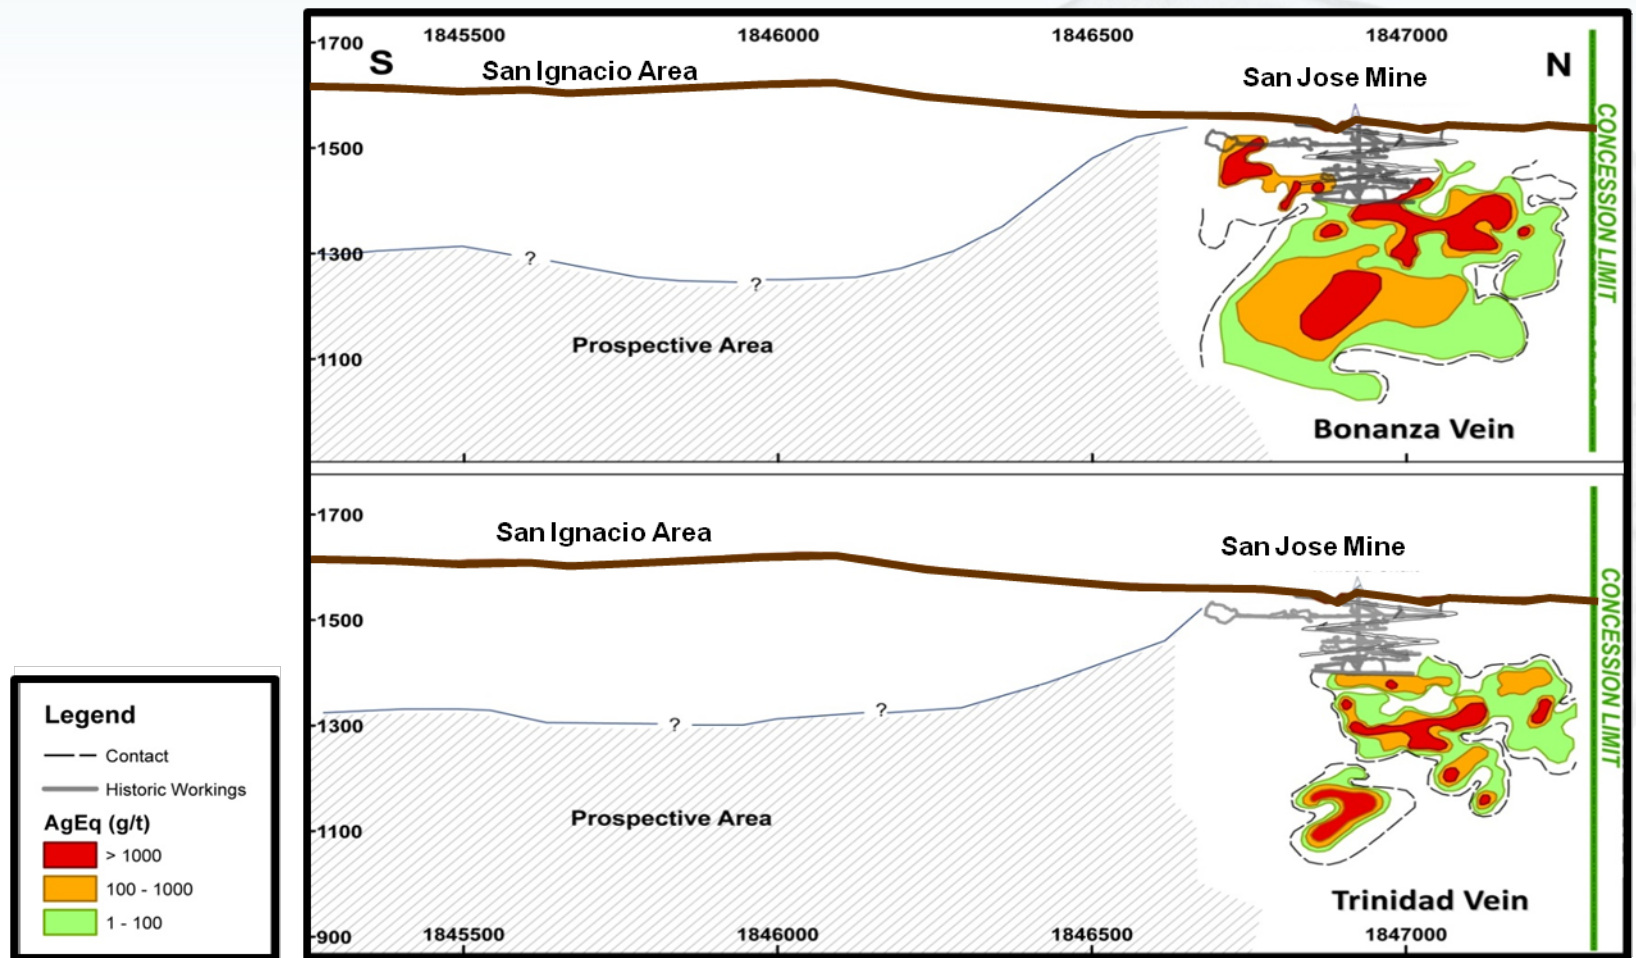 1845500 1846000 1846500 1847000
1700
S
N
San Ignacio Area
San Jose Mine
CONCESSION LIMIT
1500
1300
?
?
1100
Prospective Area
Bonanza Vein
1700
San Ignacio Area
San Jose Mine
CONCESSION LIMIT
1500
1300
?
?
1100
Prospective Area
Trinidad Vein
900
1845500 1846000 1846500 1847000
Legend
Contact
Historic Workings
AgEq (g/t)
> 1000
100 - 1000
1 - 100